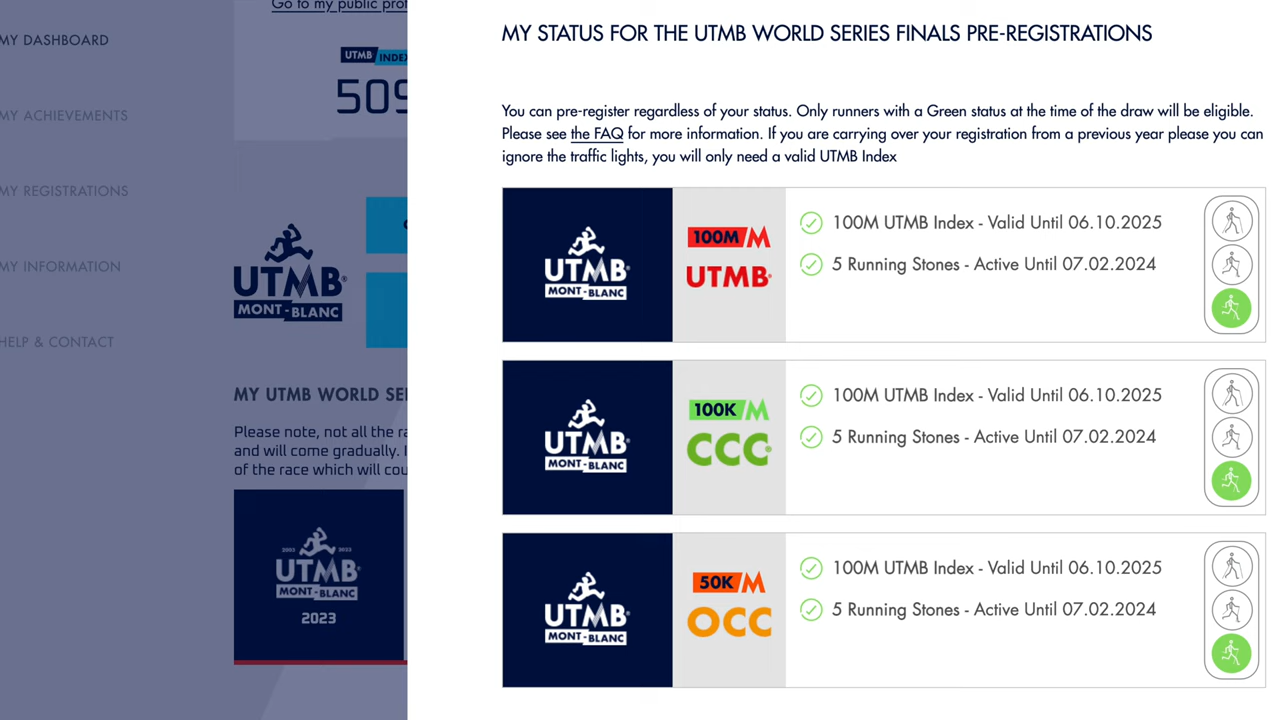 Go to my public prof
MY DASHBOARD
UTMB INDEX
509
MY ACHIEVEMENTS
MY REGISTRATIONS
MY INFORMATION
HELP & CONTACT
UTMB®
MONT-BLANC
MY UTMB WORLD SE
Please note, not all the ra
and will come gradually. I
of the race which will cou
2003 2023
UTMB®
MONT-BLANC
2023
MY STATUS FOR THE UTMB WORLD SERIES FINALS PRE-REGISTRATIONS
You can pre-register regardless of your status. Only runners with a Green status at the time of the draw will be eligible.
Please see the FAQ for more information. If you are carrying over your registration from a previous year please you can
ignore the traffic lights, you will only need a valid UTMB Index
UTMB®
MONT-BLANC
100M M
UTMB®
100M UTMB Index - Valid Until 06.10.2025
5 Running Stones - Active Until 07.02.2024
UTMB®
MONT-BLANC
100K M
CCC®
100M UTMB Index - Valid Until 06.10.2025
5 Running Stones - Active Until 07.02.2024
UTMB®
MONT-BLANC
50K M
OCC
100M UTMB Index - Valid Until 06.10.2025
5 Running Stones - Active Until 07.02.2024